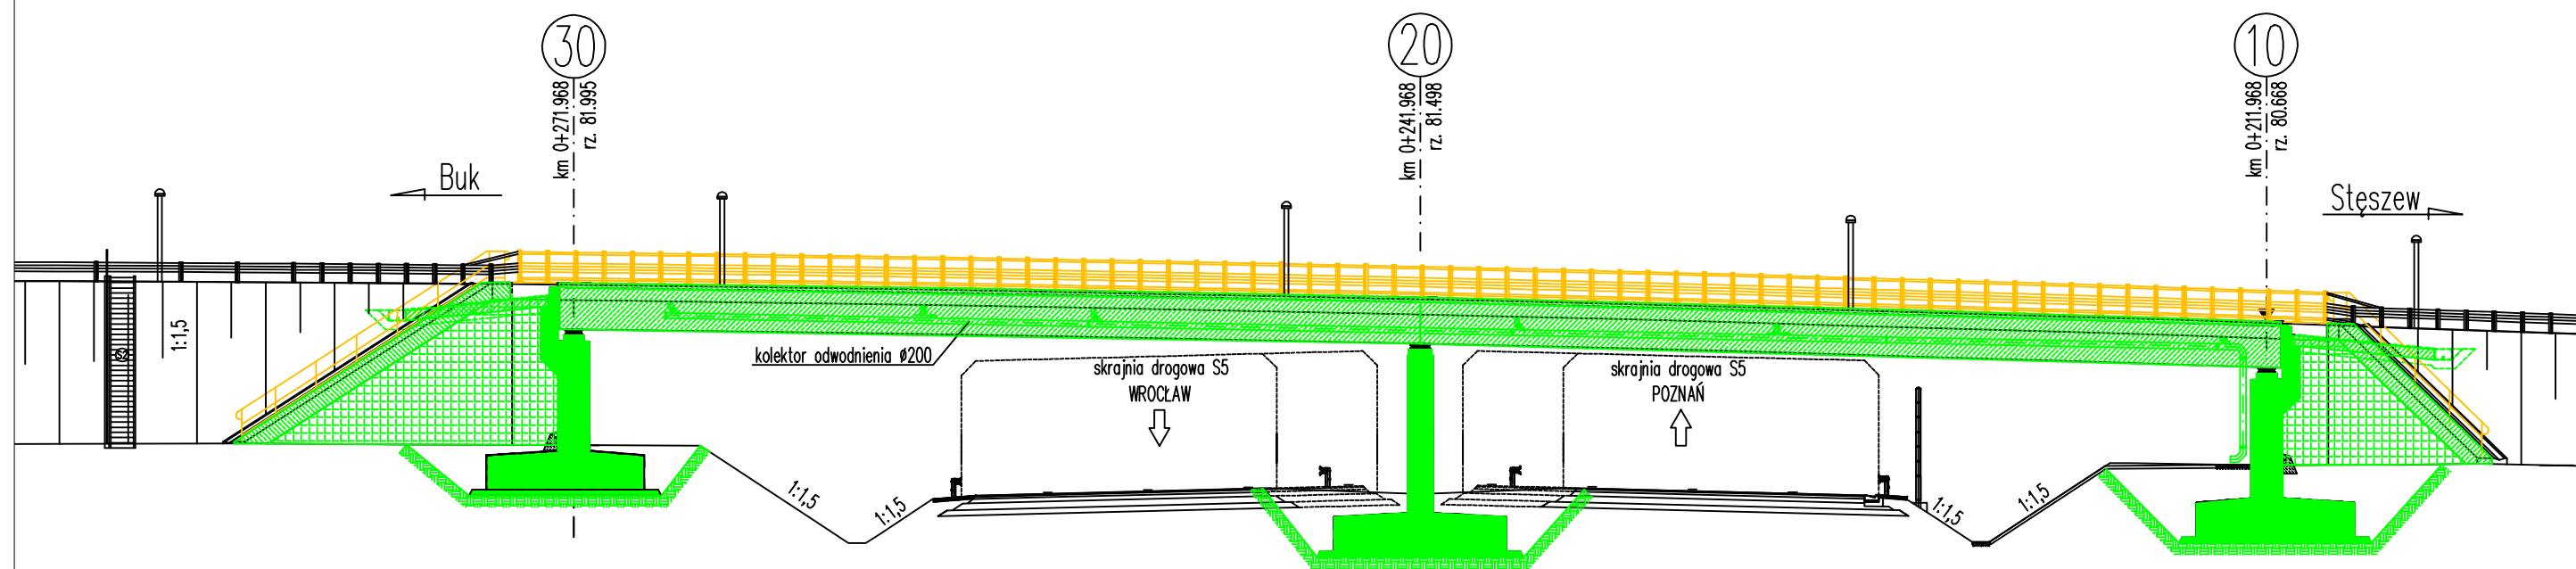 30
20
10
km 0+271.968
rz. 81.995
km 0+241.968
rz. 81.498
km 0+211.968
rz. 80.668
Buk
Stęszew
1:1,5
kolektor odwodnienia ø200
skrajnia drogowa S5
WROCŁAW
skrajnia drogowa S5
POZNAŃ
1:1,5
1:1,5
1:1,5
1:1,5